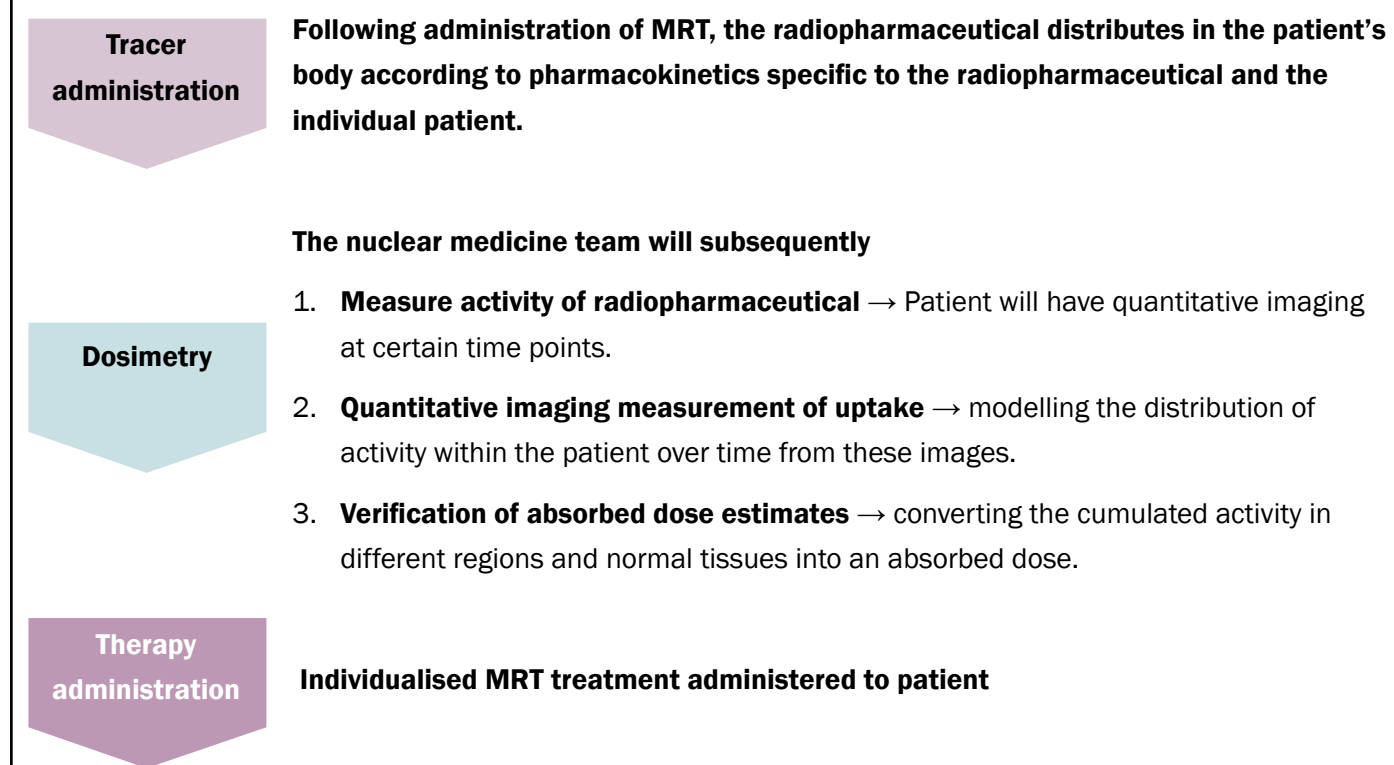 Tracer
administration
Following administration of MRT, the radiopharmaceutical distributes in the patient’s
body according to pharmacokinetics specific to the radiopharmaceutical and the
individual patient.
The nuclear medicine team will subsequently
1. Measure activity of radiopharmaceutical → Patient will have quantitative imaging
at certain time points.
Dosimetry
2. Quantitative imaging measurement of uptake → modelling the distribution of
activity within the patient over time from these images.
3. Verification of absorbed dose estimates → converting the cumulated activity in
different regions and normal tissues into an absorbed dose.
Therapy
administration
Individualised MRT treatment administered to patient